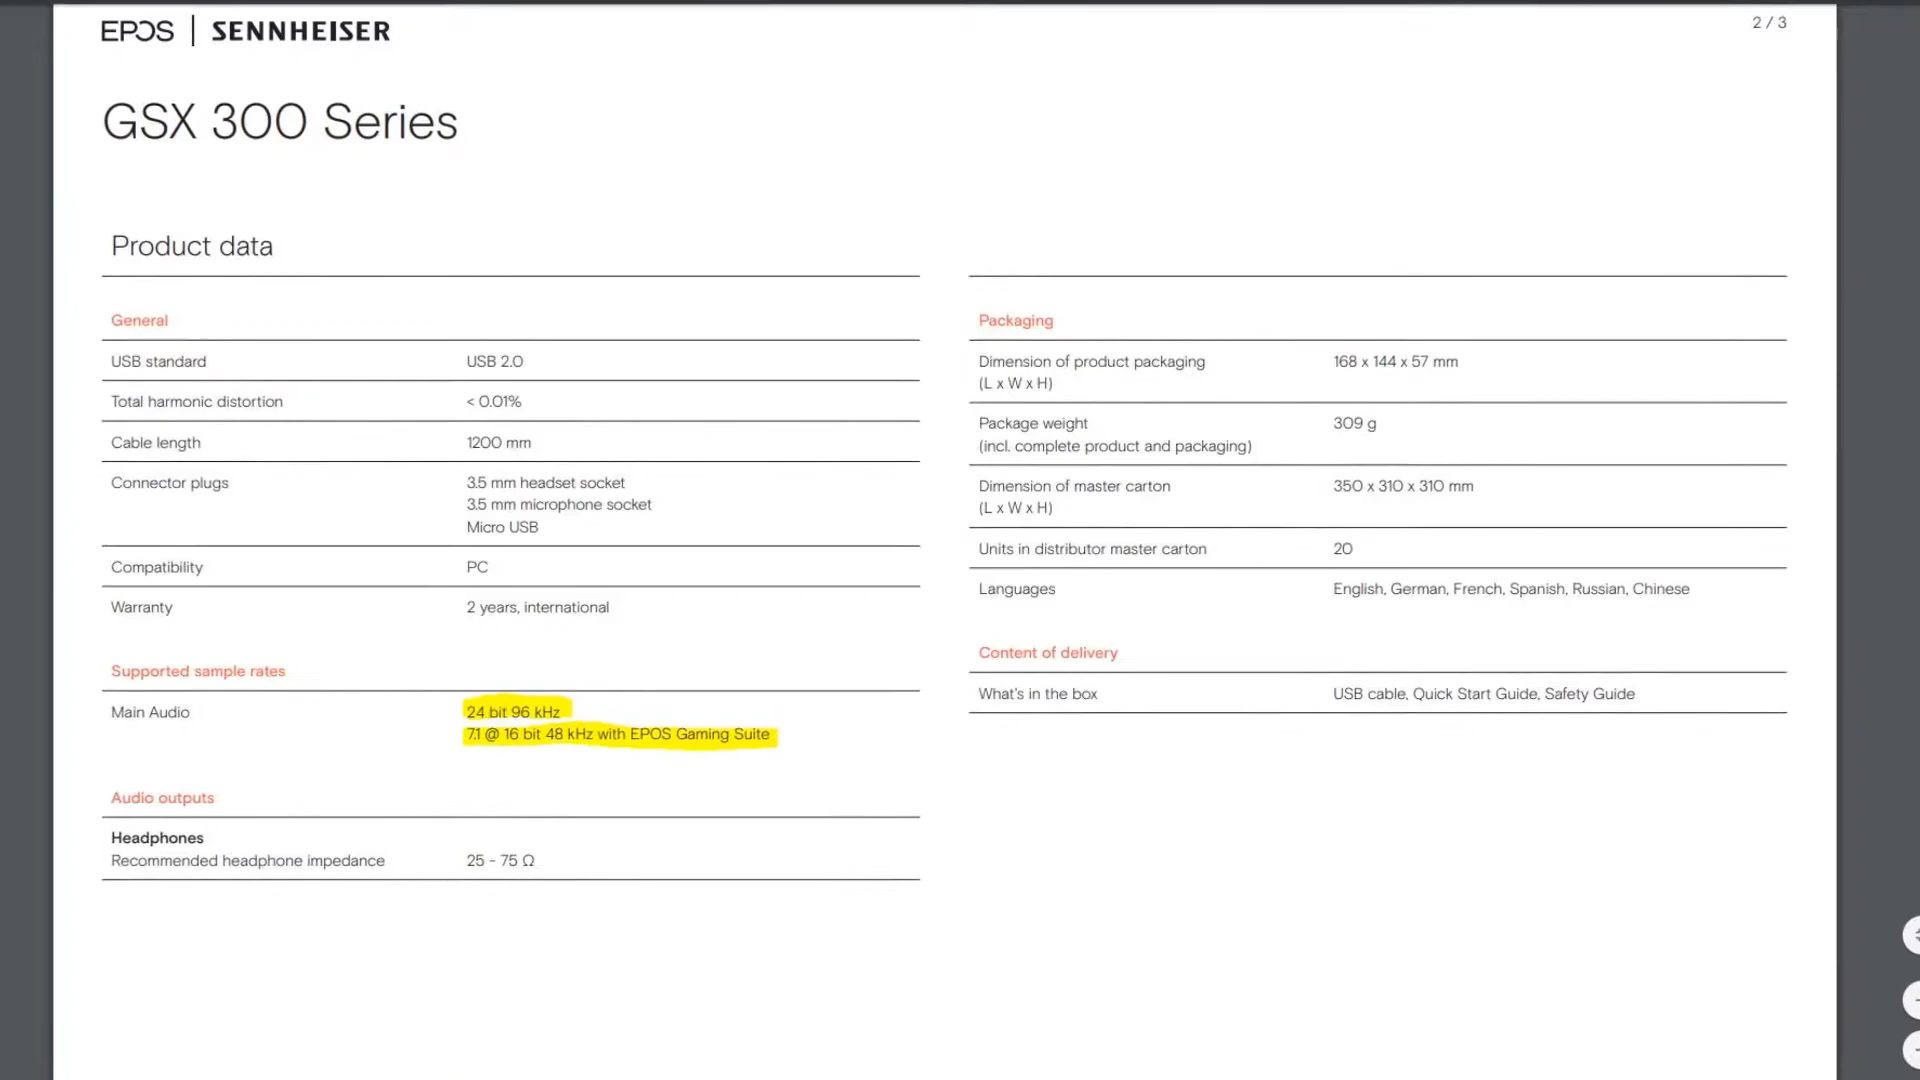 EPOS | SENNHEISER
2 / 3
GSX 300 Series
Product data
General
USB standard USB 2.0
Total harmonic distortion < 0.01%
Cable length 1200 mm
Connector plugs 3.5 mm headset socket
3.5 mm microphone socket
Micro USB
Compatibility PC
Warranty 2 years, international
Supported sample rates
Main Audio 24 bit 96 kHz
7.1 @ 16 bit 48 kHz with EPOS Gaming Suite
Audio outputs
Headphones
Recommended headphone impedance 25 - 75 Ω
Packaging
Dimension of product packaging 168 x 144 x 57 mm
(L x W x H)
Package weight 309 g
(incl. complete product and packaging)
Dimension of master carton 350 x 310 x 310 mm
(L x W x H)
Units in distributor master carton 20
Languages English, German, French, Spanish, Russian, Chinese
Content of delivery
What's in the box USB cable, Quick Start Guide, Safety Guide